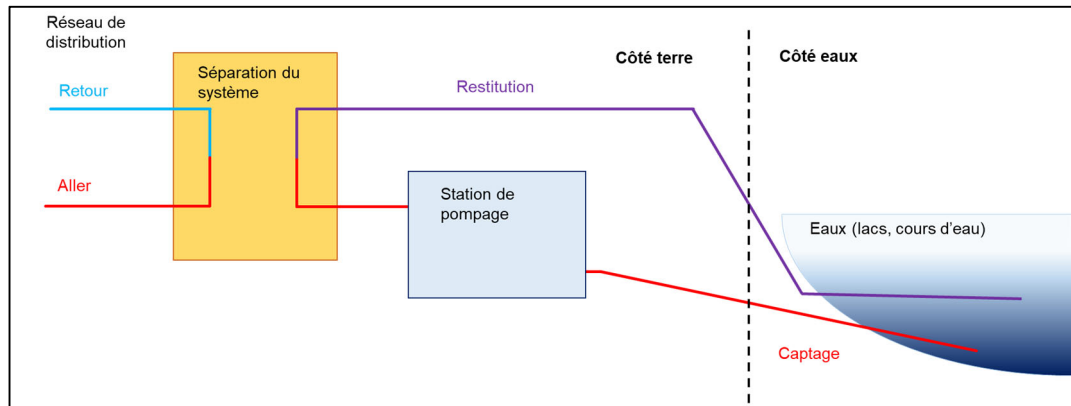 Réseau de
distribution
Séparation du
système
Côté terre
Côté eaux
Retour
Restitution
Aller
Station de
pompage
Eaux (lacs, cours d'eau)
Captage